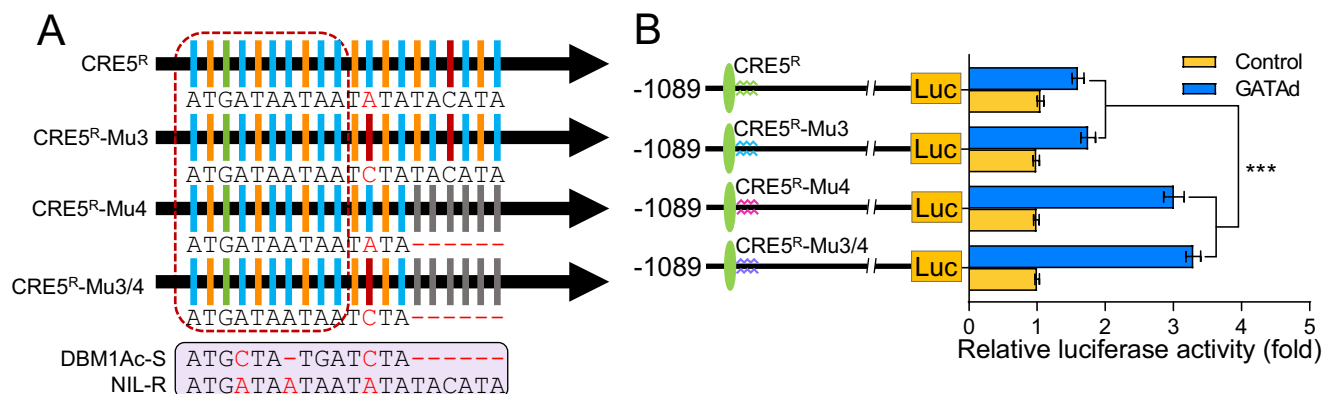 A
CRE5ᴿ
ATGATAATAATATATACATA
CRE5ᴿ-Mu3
ATGATAATAATCTATACATA
CRE5ᴿ-Mu4
ATGATAATAATATA------
CRE5ᴿ-Mu3/4
ATGATAATAATCTA------
DBM1Ac-S ATGCTA-TGATCTA------
NIL-R ATGATAATAATATATACATA
B
-1089 CRE5ᴿ Luc
-1089 CRE5ᴿ-Mu3 Luc
-1089 CRE5ᴿ-Mu4 Luc
-1089 CRE5ᴿ-Mu3/4 Luc
Control
GATAd
***
0 1 2 3 4 5
Relative luciferase activity (fold)